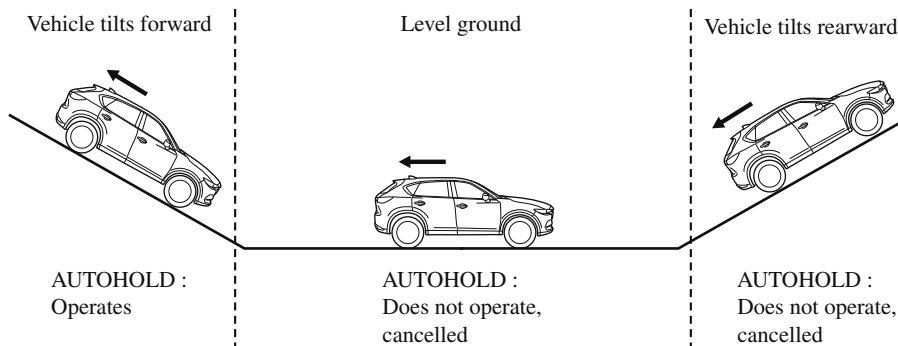 Vehicle tilts forward
Level ground
Vehicle tilts rearward
AUTOHOLD :
Operates
AUTOHOLD :
Does not operate,
cancelled
AUTOHOLD :
Does not operate,
cancelled